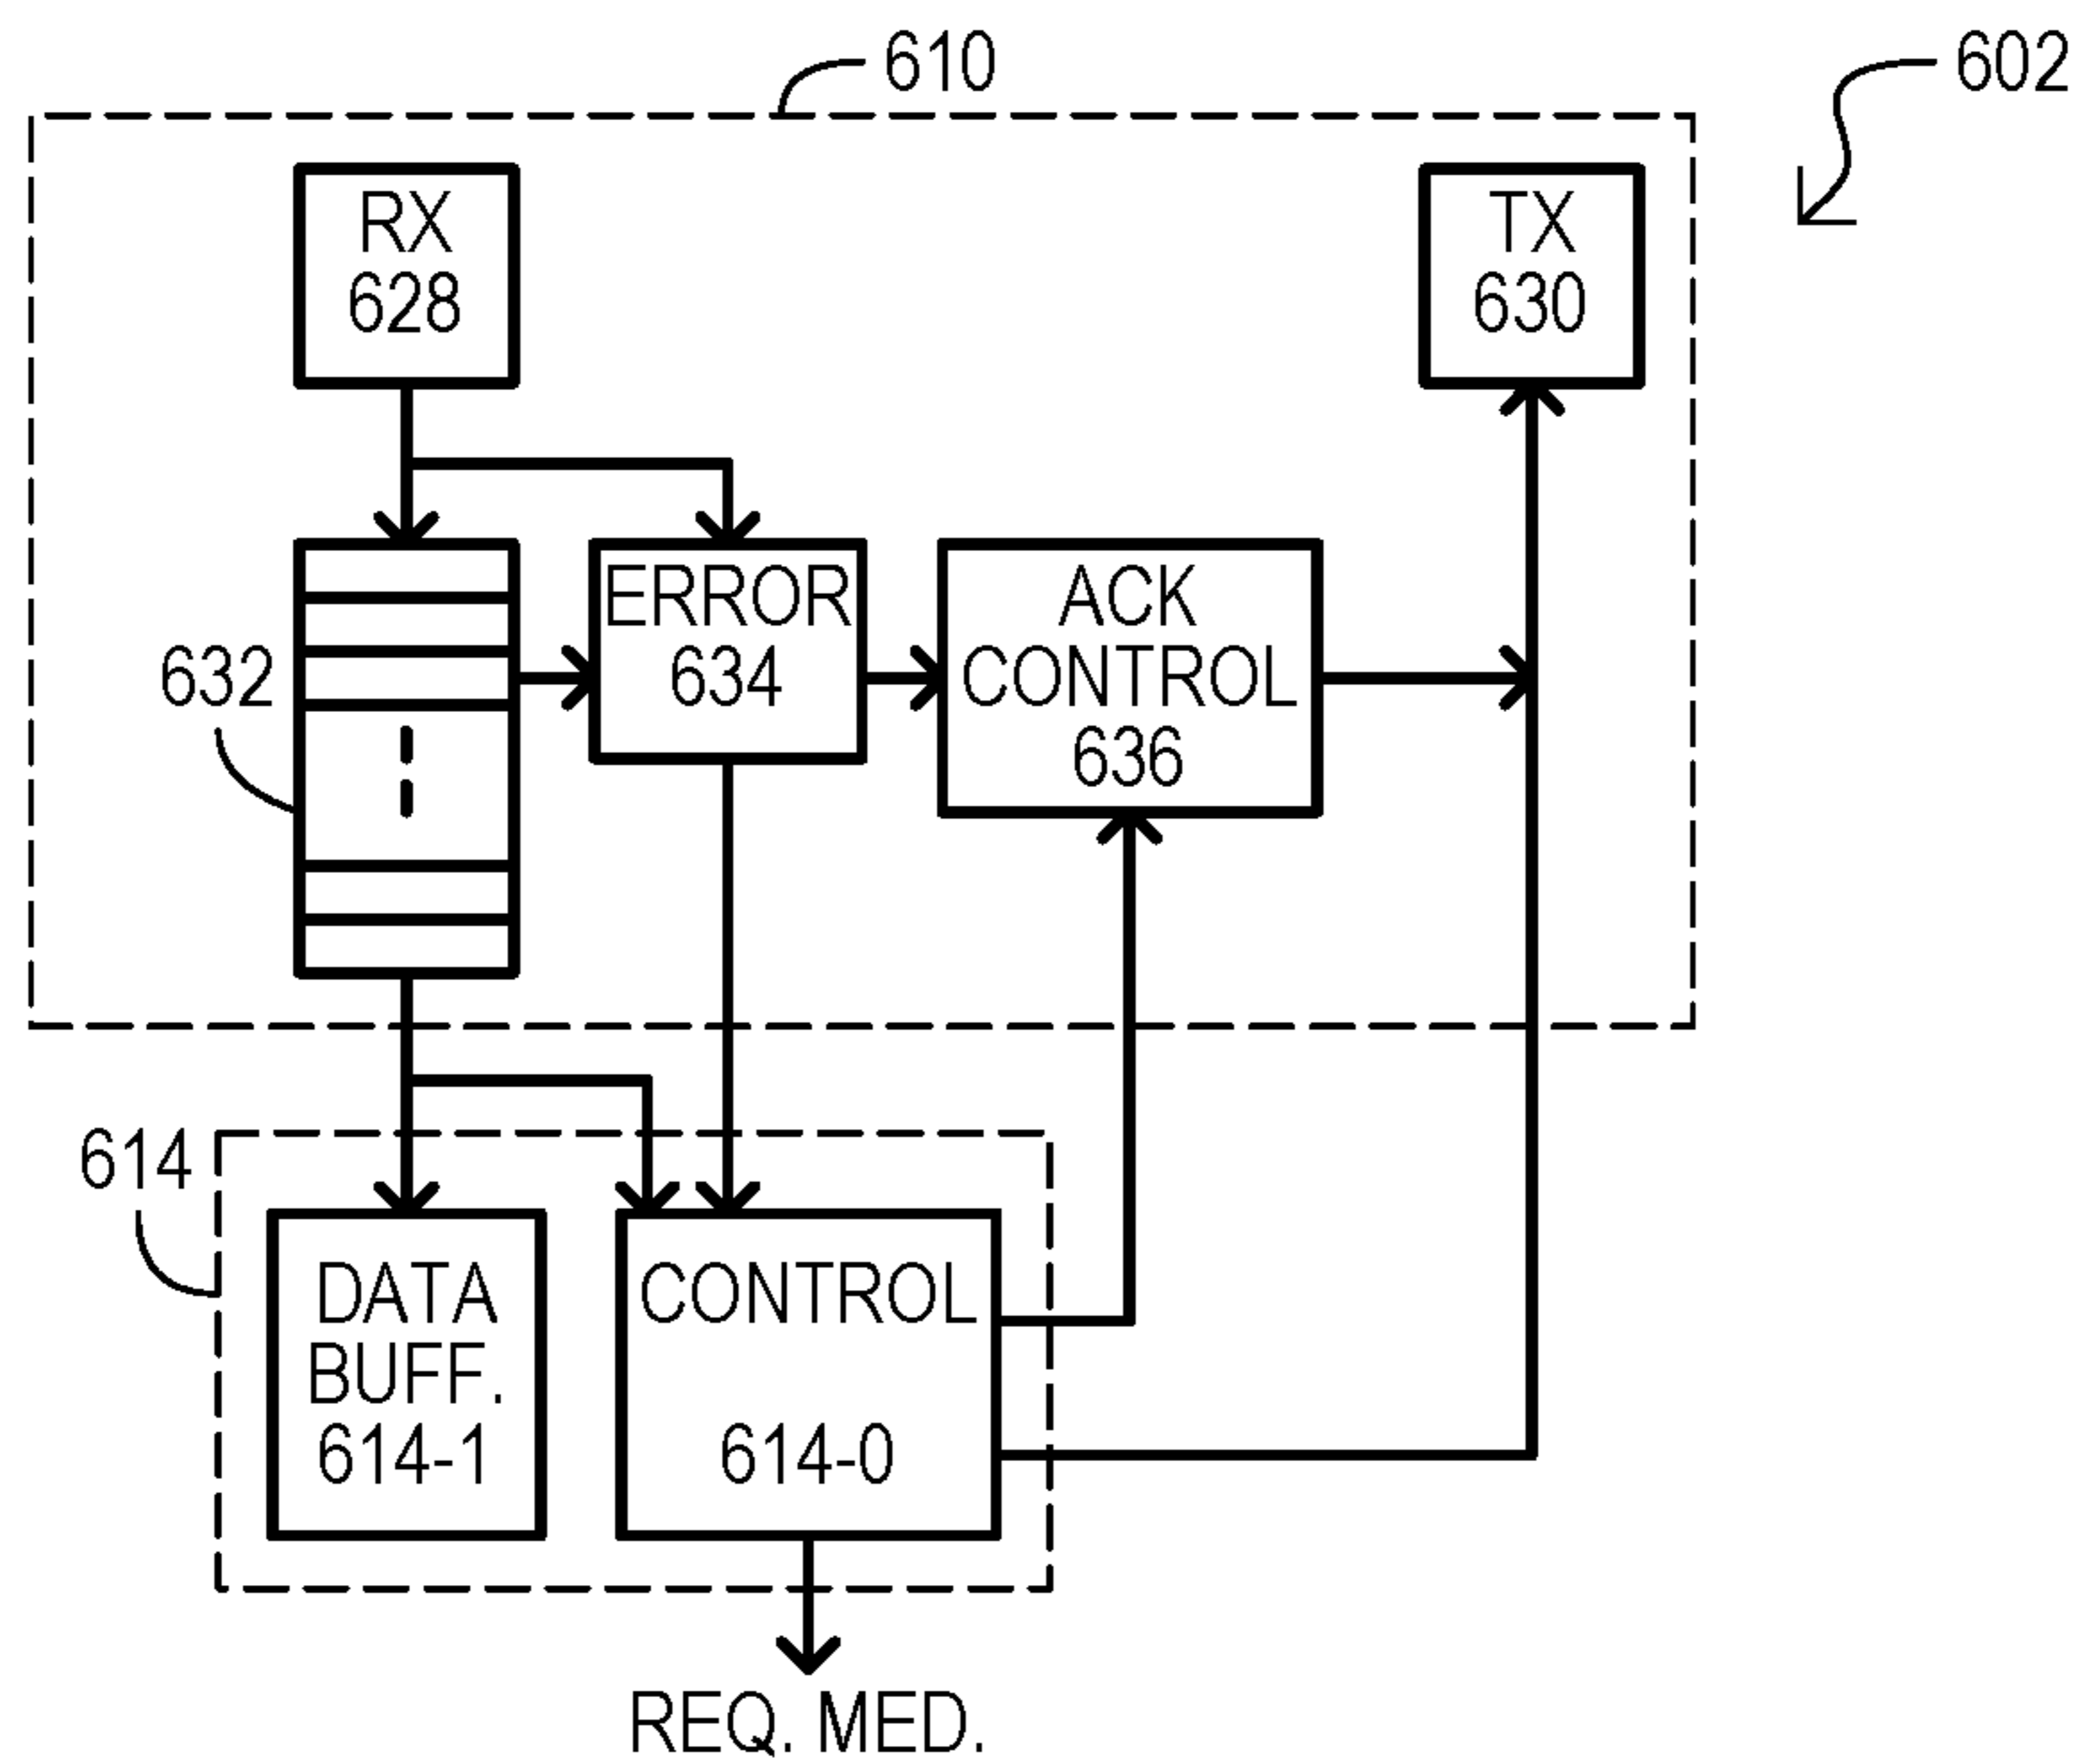 610
602
RX
628
TX
630
632
ERROR
634
ACK
CONTROL
636
614
DATA
BUFF.
614-1
CONTROL
614-0
REQ. MED.